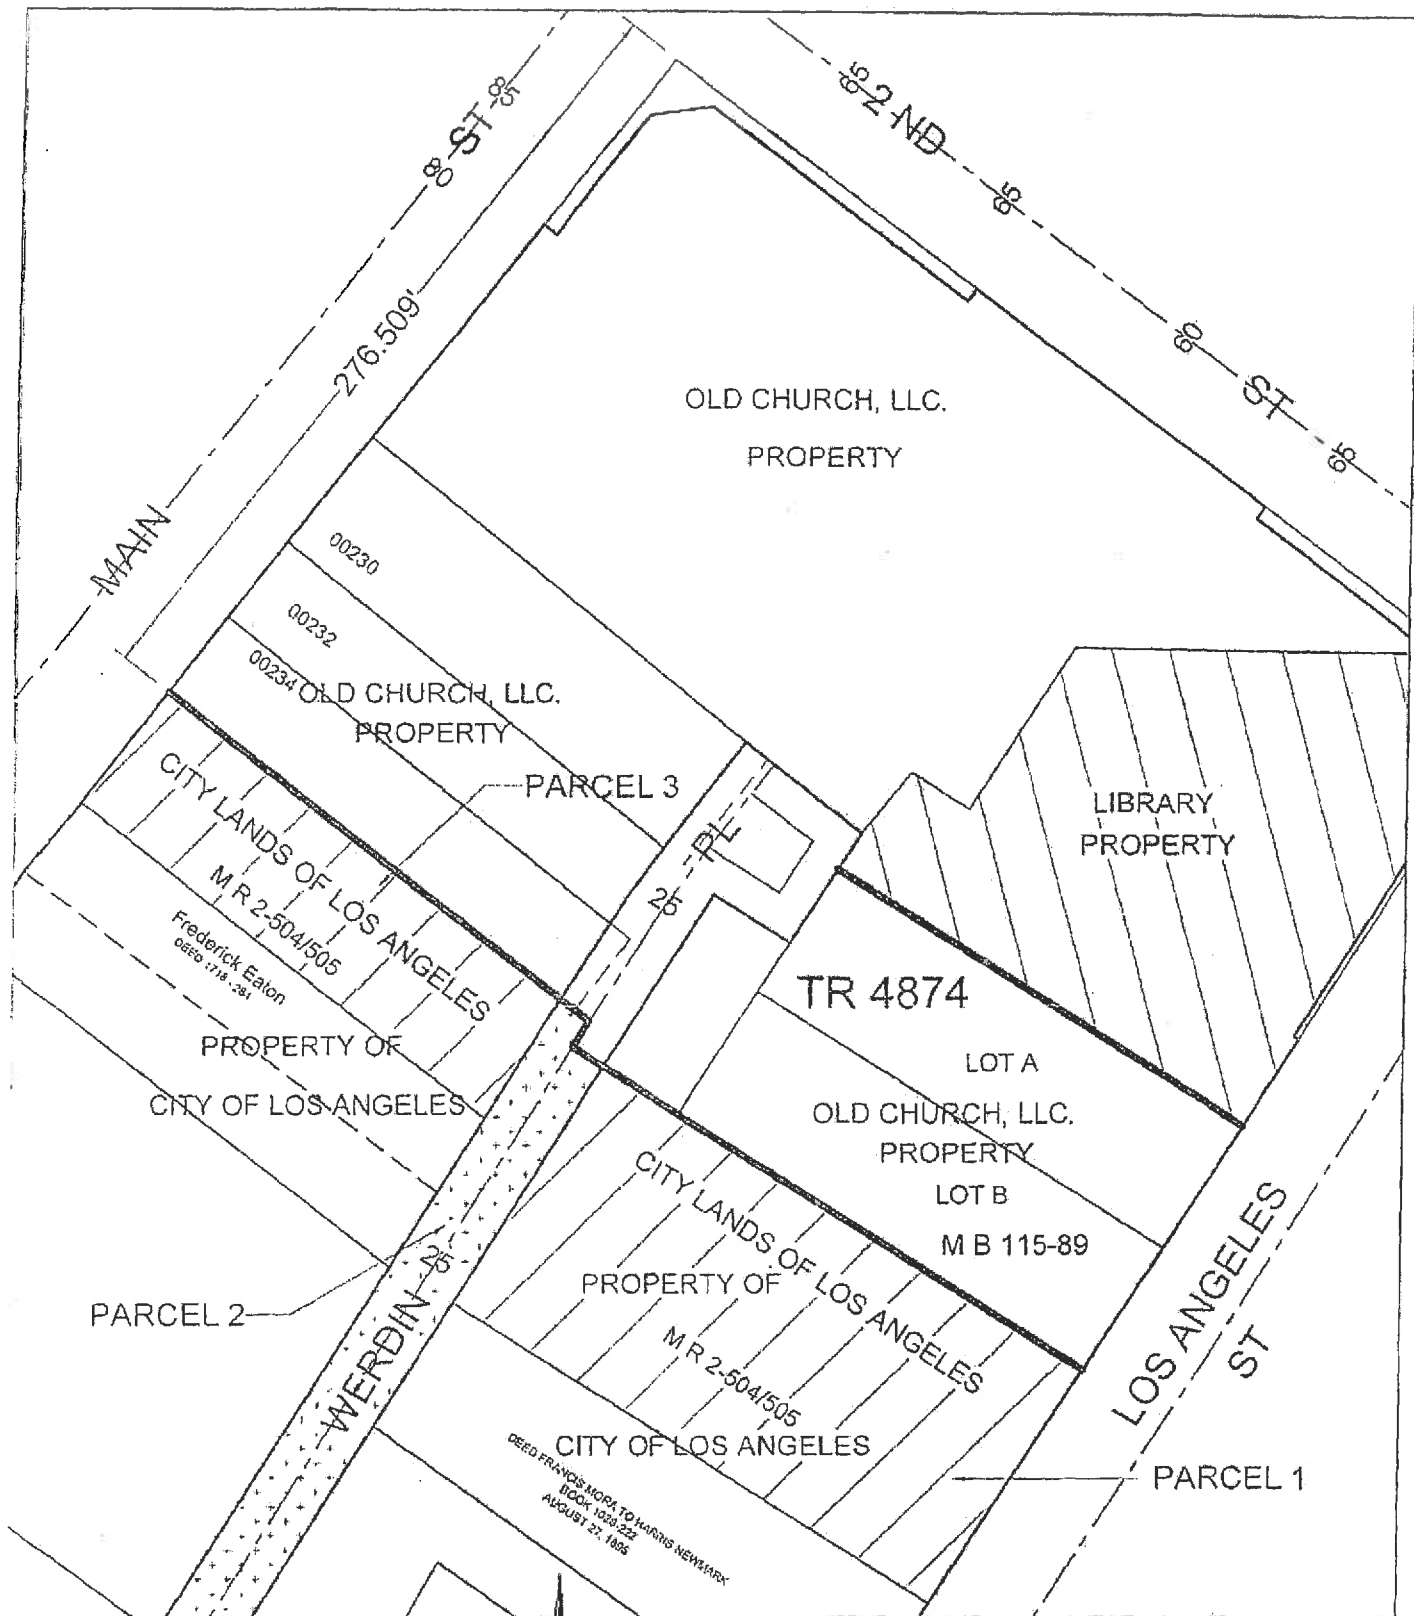 MAIN
80
ST
85
65
2 ND
65
60
ST
65
276.509'
OLD CHURCH, LLC.
PROPERTY
00230
00232
00234
OLD CHURCH, LLC.
PROPERTY
PARCEL 3
PL
25
LIBRARY
PROPERTY
CITY LANDS OF LOS ANGELES
M R 2-504/505
Frederick Eaton
PROPERTY OF
CITY OF LOS ANGELES
TR 4874
LOT A
OLD CHURCH, LLC.
PROPERTY
LOT B
M B 115-89
CITY LANDS OF LOS ANGELES
PROPERTY OF
M R 2-504/505
CITY OF LOS ANGELES
PARCEL 2
25
WERDIN
LOS ANGELES
ST
PARCEL 1
DEED FRANCIS MORA TO HARRIS NEWMARK
BOOK
AUGUST 27, 1895